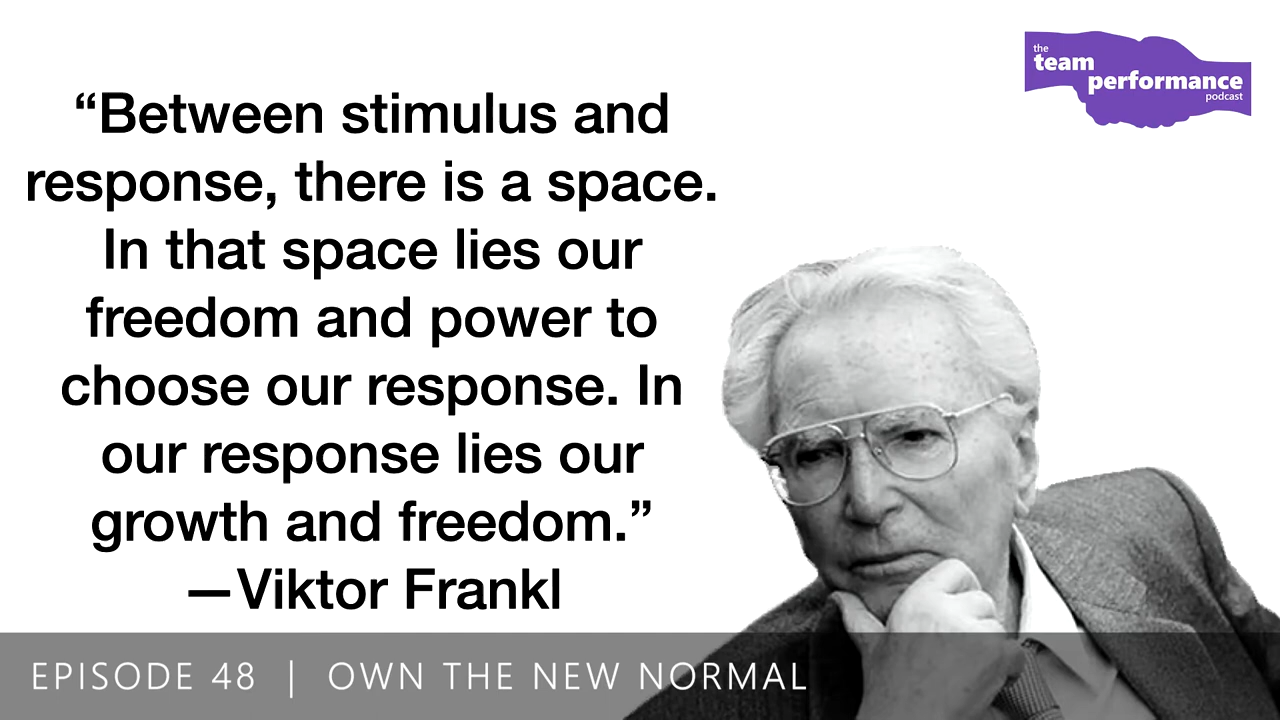 the
team
performance
podcast
“Between stimulus and
response, there is a space.
In that space lies our
freedom and power to
choose our response. In
our response lies our
growth and freedom.”
—Viktor Frankl
EPISODE 48 | OWN THE NEW NORMAL